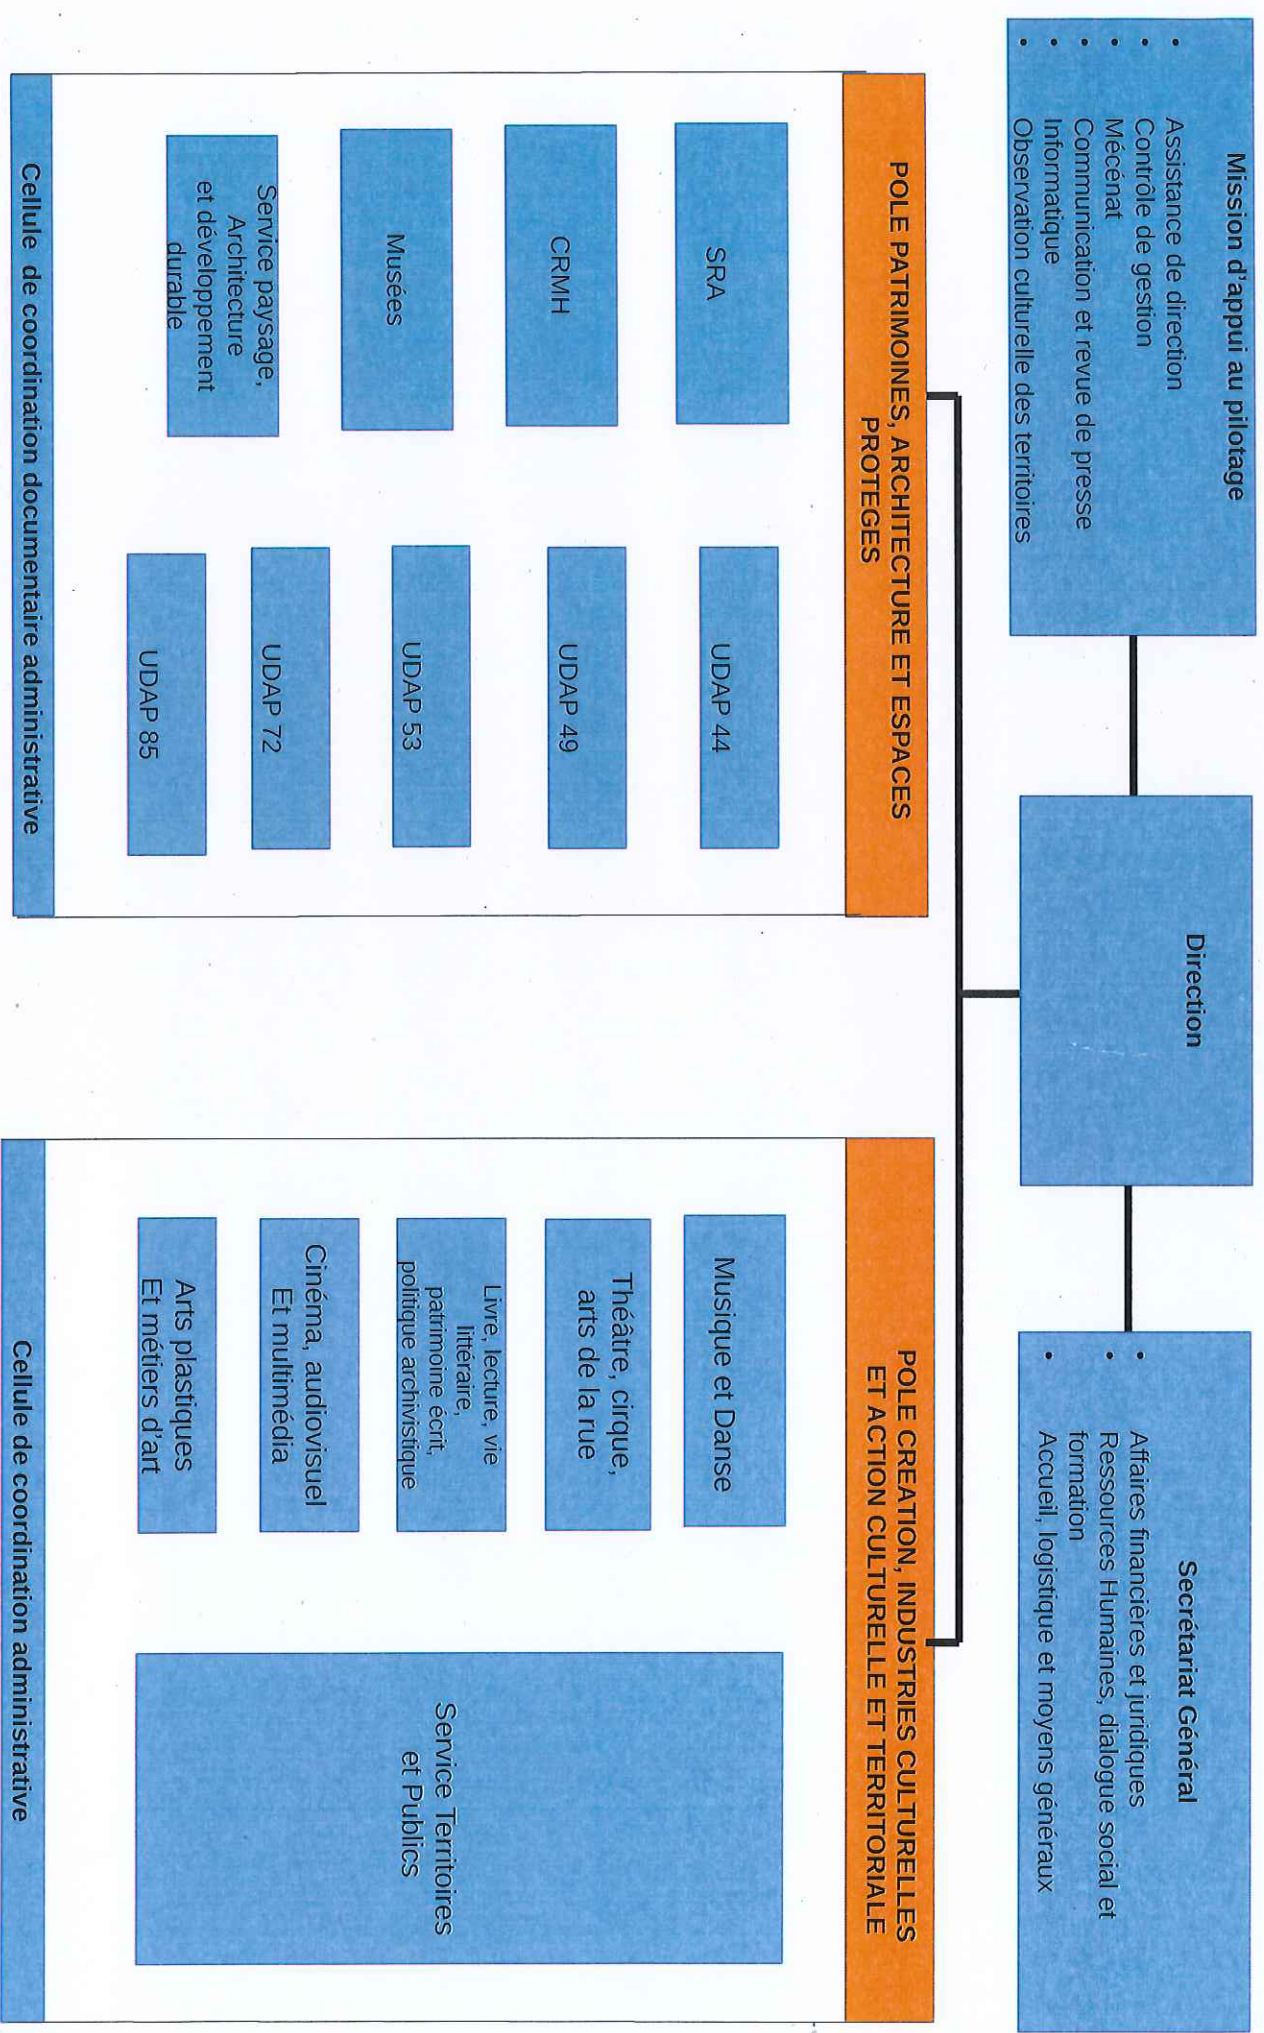 Mission d'appui au pilotage
• Assistance de direction
• Contrôle de gestion
• Mécénat
• Communication et revue de presse
• Informatique
• Observation culturelle des territoires
Direction
Secrétariat Général
• Affaires financières et juridiques
• Ressources Humaines, dialogue social et
formation
• Accueil, logistique et moyens généraux
POLE PATRIMOINES, ARCHITECTURE ET ESPACES
PROTEGES
SRA
CRMH
Musées
Service paysage,
Architecture
et développement
durable
UDAP 44
UDAP 49
UDAP 53
UDAP 72
UDAP 85
Cellule de coordination documentaire administrative
POLE CREATION, INDUSTRIES CULTURELLES
ET ACTION CULTURELLE ET TERRITORIALE
Musique et Danse
Théâtre, cirque,
arts de la rue
Livre, lecture, vie
littéraire,
patrimoine écrit,
politique archivistique
Cinéma, audiovisuel
Et multimédia
Arts plastiques
Et métiers d'art
Service Territoires
et Publics
Cellule de coordination administrative